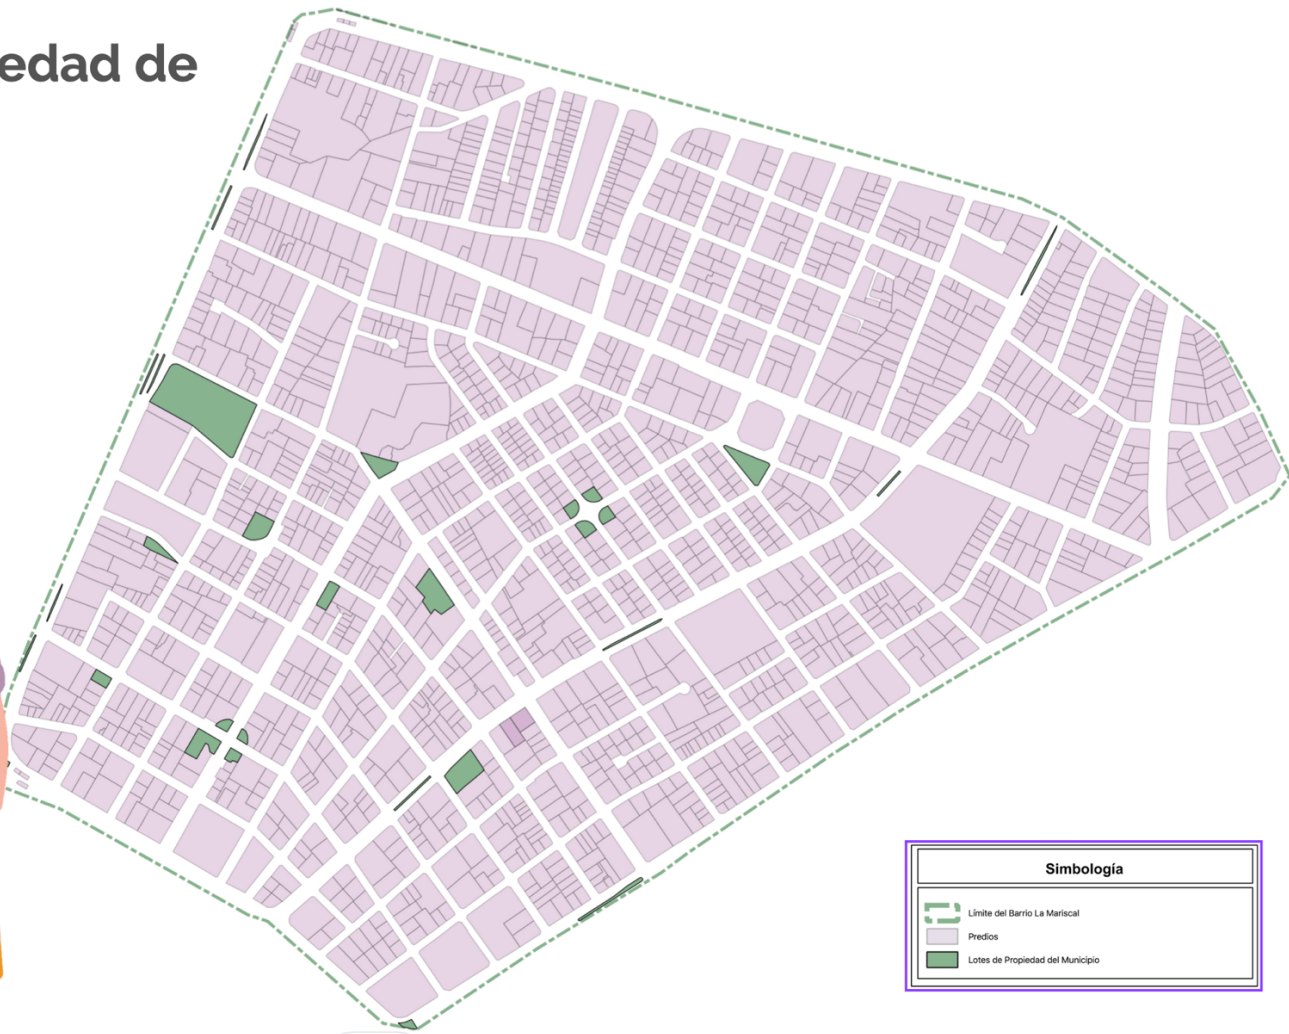 edad de
Simbología
Límite del Barrio La Mariscal
Predios
Lotes de Propiedad del Municipio